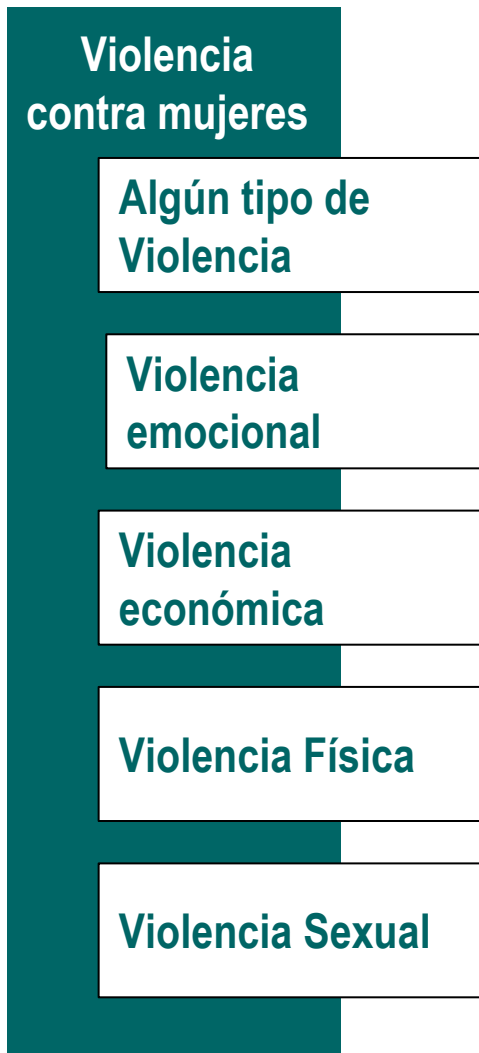 Violencia
contra mujeres
Algún tipo de
Violencia
Violencia
emocional
Violencia
económica
Violencia Física
Violencia Sexual